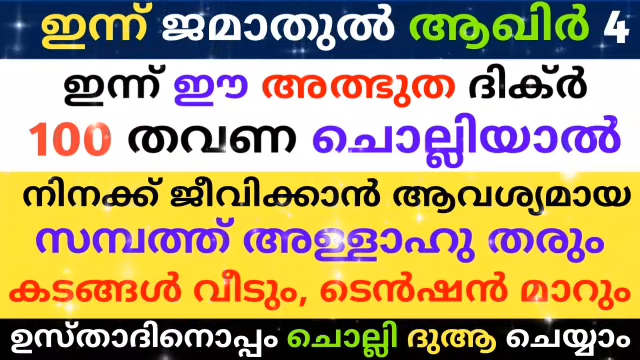 ഇന്ന് ജമാതുൽ ആഖിർ 4
ഇന്ന് ഈ അത്ഭുത ദിക്ർ
100 തവണ ചൊല്ലിയാൽ
നിനക്ക് ജീവിക്കാൻ ആവശ്യമായ
സമ്പത്ത് അള്ളാഹു തരും
കടങ്ങൾ വീടും, ടെൻഷൻ മാറും
ഉസ്താദിനൊപ്പം ചൊല്ലി ദുആ ചെയ്യാം